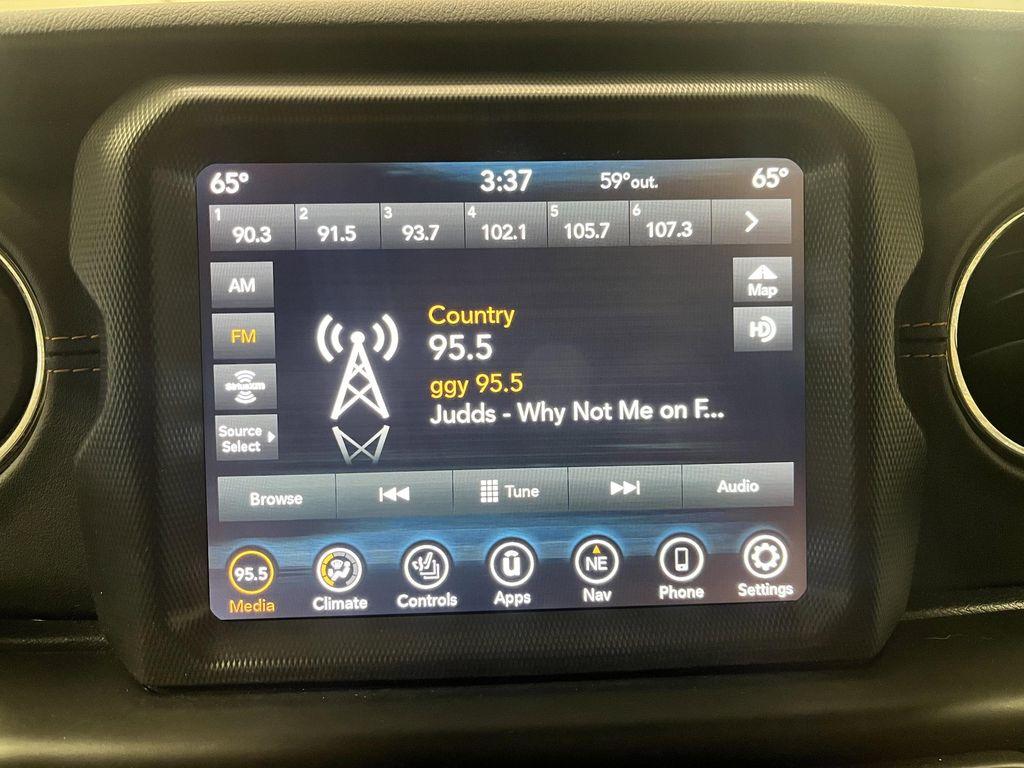 65° 3:37 59°out. 65°
1 90.3 2 91.5 3 93.7 4 102.1 5 105.7 6 107.3
AM
Map
FM
HD
Country
95.5
SiriusXM
ggy 95.5
Judds - Why Not Me on F...
Source
Select
Browse Tune Audio
95.5 NE
Media Climate Controls Apps Nav Phone Settings